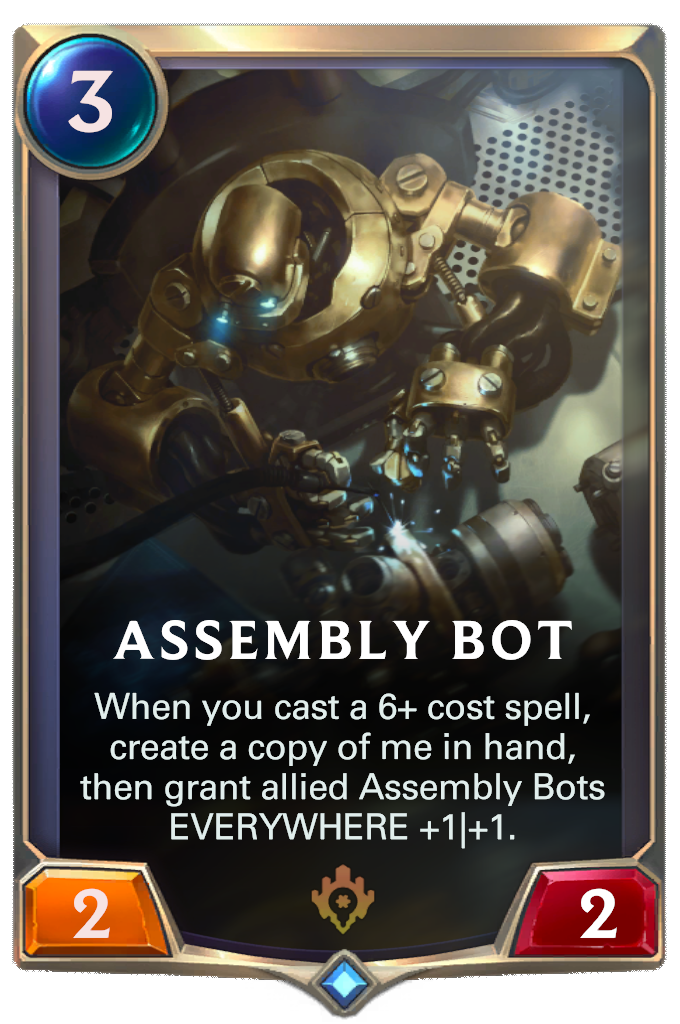 3
ASSEMBLY BOT
When you cast a 6+ cost spell,
create a copy of me in hand,
then grant allied Assembly Bots
EVERYWHERE +1|+1.
2
2